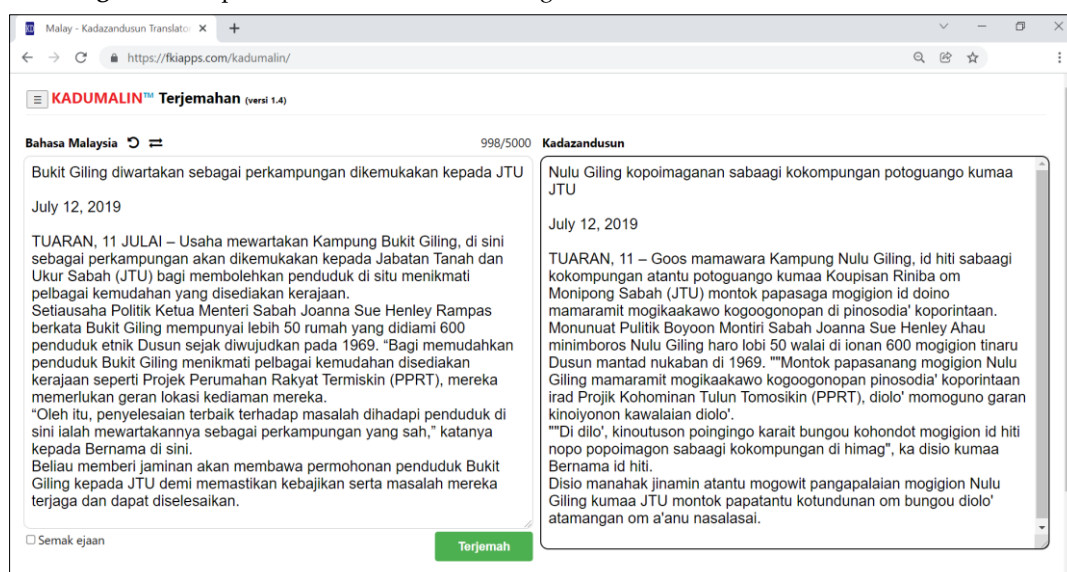 Malay - Kadazandusun Translato
https://fkiapps.com/kadumalin/
KADUMALIN™ Terjemahan (versi 1.4)
Bahasa Malaysia
998/5000
Kadazandusun
Bukit Giling diwartakan sebagai perkampungan dikemukakan kepada JTU
July 12, 2019
TUARAN, 11 JULAI – Usaha mewartakan Kampung Bukit Giling, di sini
sebagai perkampungan akan dikemukakan kepada Jabatan Tanah dan
Ukur Sabah (JTU) bagi membolehkan penduduk di situ menikmati
pelbagai kemudahan yang disediakan kerajaan.
Setiausaha Politik Ketua Menteri Sabah Joanna Sue Henley Rampas
berkata Bukit Giling mempunyai lebih 50 rumah yang didiami 600
penduduk etnik Dusun sejak diwujudkan pada 1969. “Bagi memudahkan
penduduk Bukit Giling menikmati pelbagai kemudahan disediakan
kerajaan seperti Projek Perumahan Rakyat Termiskin (PPRT), mereka
memerlukan geran lokasi kediaman mereka.
“Oleh itu, penyelesaian terbaik terhadap masalah dihadapi penduduk di
sini ialah mewartakannya sebagai perkampungan yang sah,” katanya
kepada Bernama di sini.
Beliau memberi jaminan akan membawa permohonan penduduk Bukit
Giling kepada JTU demi memastikan kebajikan serta masalah mereka
terjaga dan dapat diselesaikan.
Nulu Giling kopoimaganan sabaagi kokompungan potoguango kumaa
JTU
July 12, 2019
TUARAN, 11 – Goos mamawara Kampung Nulu Giling, id hiti sabaagi
kokompungan atantu potoguango kumaa Koupisan Riniba om
Monipong Sabah (JTU) montok papasaga mogigion id doino
mamaramit mogikaakawo kogoogonopan di pinosodia' koporintaan.
Monunuat Pulitik Boyoon Montiri Sabah Joanna Sue Henley Ahau
minimboros Nulu Giling haro lobi 50 walai di ionan 600 mogigion tinaru
Dusun mantad nukaban di 1969. ""Montok papasanang mogigion Nulu
Giling mamaramit mogikaakawo kogoogonopan pinosodia' koporintaan
irad Projik Kohominan Tulun Tomosikin (PPRT), diolo' momoguno garan
kinoiyonon kawalaian diolo'.
""Di dilo', kinoutuson poingingo karait bungou kohondot mogigion id hiti
nopo popoimagon sabaagi kokompungan di himag", ka disio kumaa
Bernama id hiti.
Disio manahak jinamin atantu mogowit pangapalaian mogigion Nulu
Giling kumaa JTU montok papatantu kotundunan om bungou diolo'
atamangan om a'anu nasalasai.
Semak ejaan
Terjemah